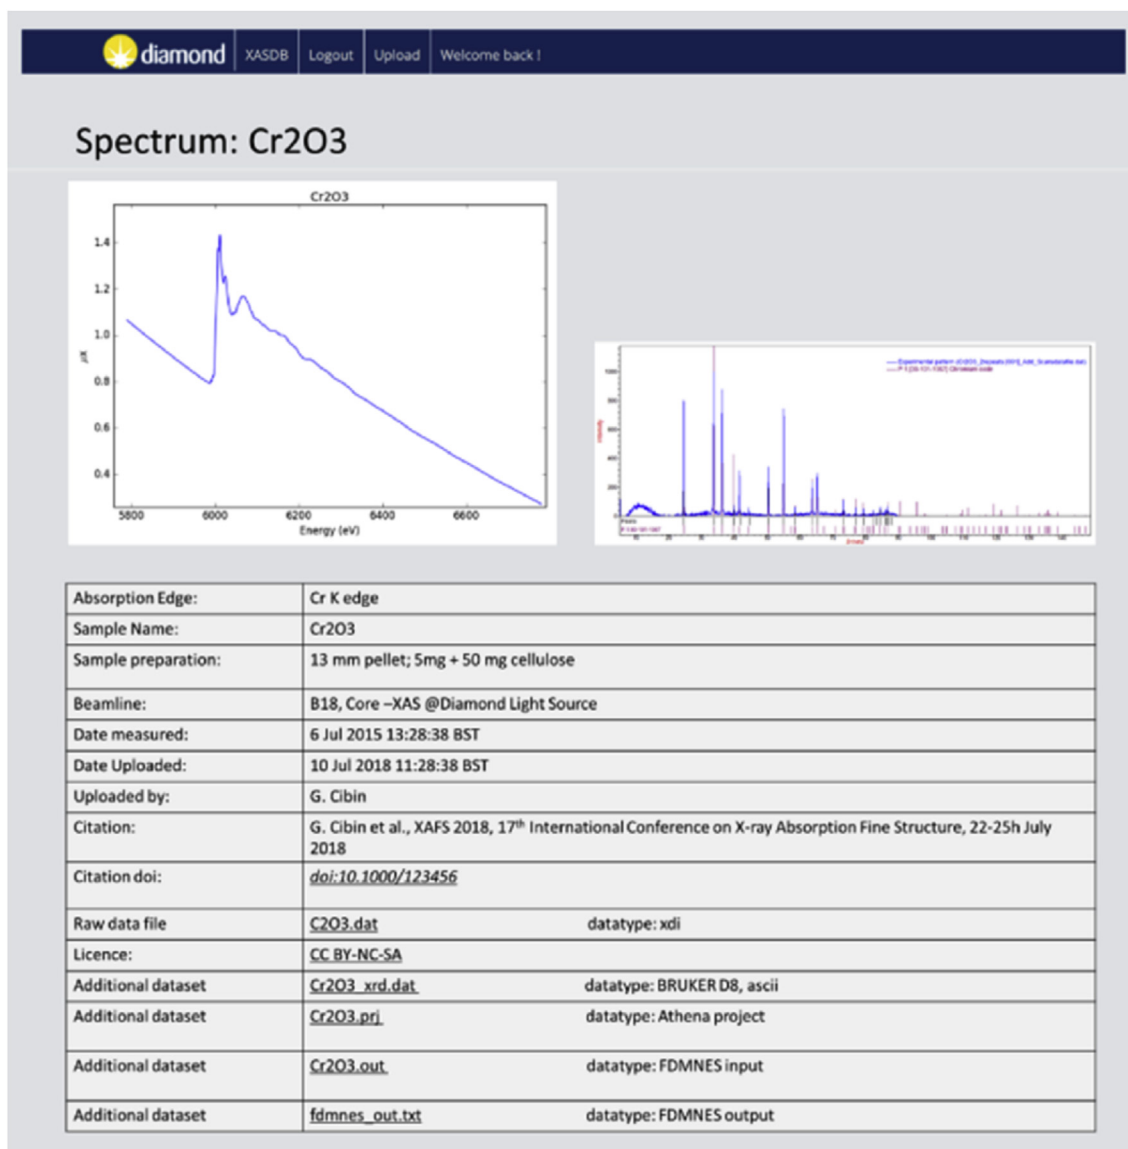 diamond XASDB Logout Upload Welcome back !
Spectrum: Cr2O3
Cr2O3
1.4
1.2
1.0
0.8
0.6
0.4
μx
5800 6000 6200 6400 6600
Energy (eV)
Absorption Edge: Cr K edge
Sample Name: Cr2O3
Sample preparation: 13 mm pellet; 5mg + 50 mg cellulose
Beamline: B18, Core –XAS @Diamond Light Source
Date measured: 6 Jul 2015 13:28:38 BST
Date Uploaded: 10 Jul 2018 11:28:38 BST
Uploaded by: G. Cibin
Citation: G. Cibin et al., XAFS 2018, 17th International Conference on X-ray Absorption Fine Structure, 22-25h July
2018
Citation doi: doi:10.1000/123456
Raw data file C2O3.dat datatype: xdi
Licence: CC BY-NC-SA
Additional dataset Cr2O3_xrd.dat datatype: BRUKER D8, ascii
Additional dataset Cr2O3.prj datatype: Athena project
Additional dataset Cr2O3.out datatype: FDMNES input
Additional dataset fdmnes_out.txt datatype: FDMNES output